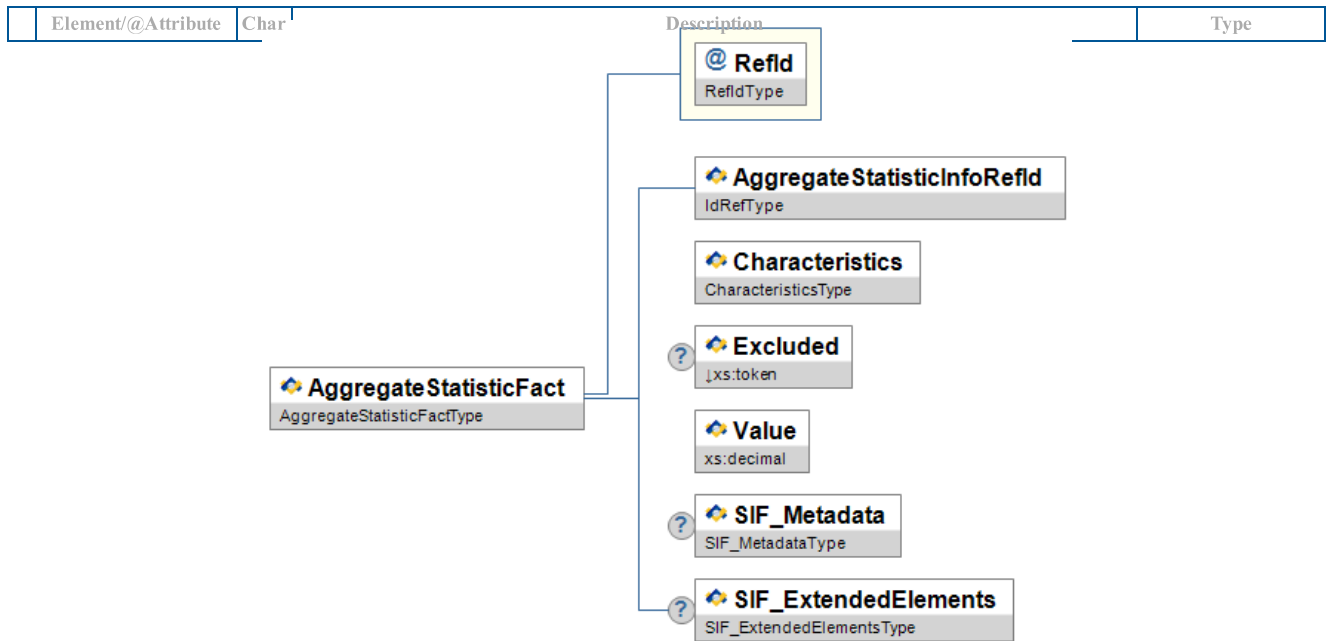 Element/@Attribute Char Description Type
@ RefId
RefIdType
AggregateStatisticInfoRefId
IdRefType
Characteristics
CharacteristicsType
? Excluded
↓xs:token
AggregateStatisticFact
AggregateStatisticFactType
Value
xs:decimal
? SIF_Metadata
SIF_MetadataType
? SIF_ExtendedElements
SIF_ExtendedElementsType